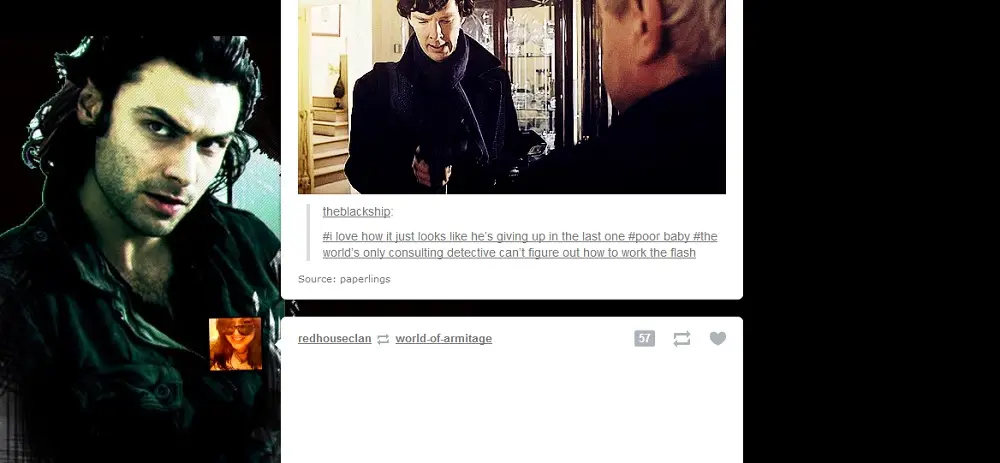 theblackship:
#i love how it just looks like he's giving up in the last one #poor baby #the
world's only consulting detective can't figure out how to work the flash
Source: paperlings
redhouseclan world-of-armitage 57